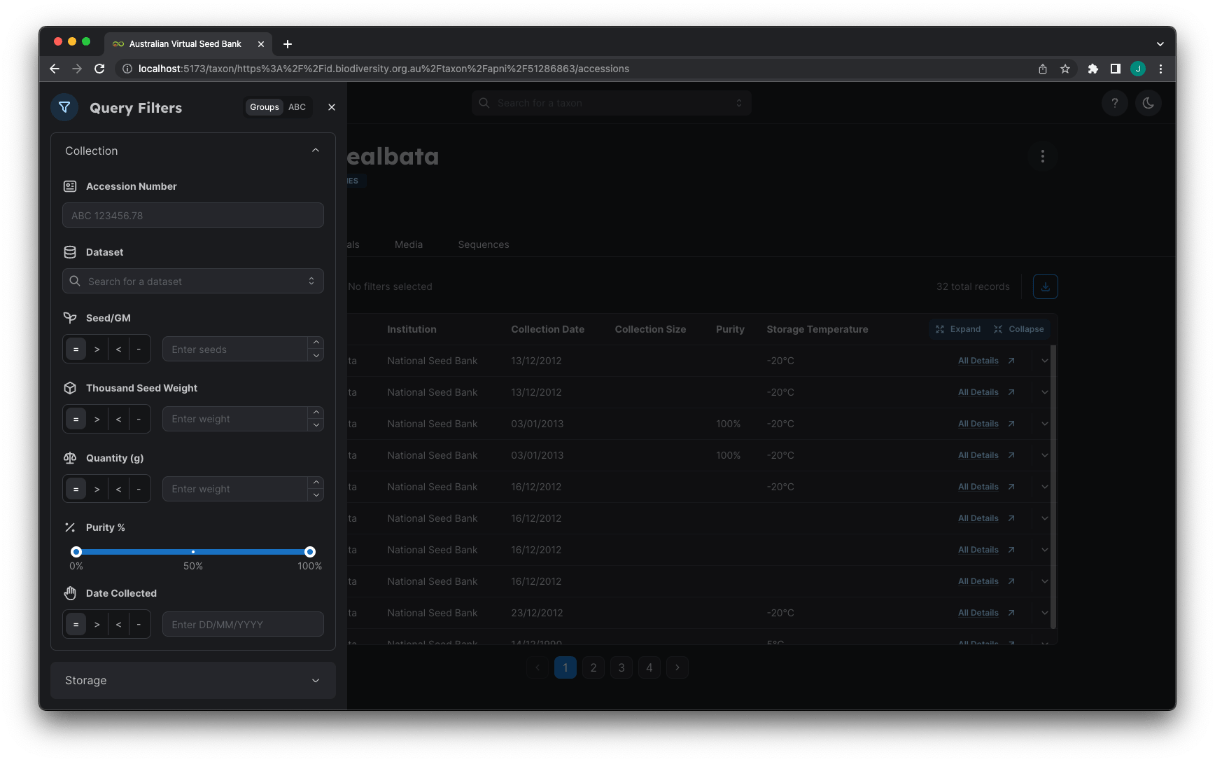 Australian Virtual Seed Bank
localhost:5173/taxon/https%3A%2F%2Fid.biodiversity.org.au%2Ftaxon%2Fapni%2F51286863/accessions
J
Query Filters
Groups ABC
Search for a taxon
?
Collection
ealbata
IES
Accession Number
ABC 123456.78
Dataset
Media Sequences
Search for a dataset
No filters selected 32 total records
Seed/GM
Institution Collection Date Collection Size Purity Storage Temperature Expand Collapse
= > < - Enter seeds
ta National Seed Bank 13/12/2012 -20°C All Details
Thousand Seed Weight
ta National Seed Bank 13/12/2012 -20°C All Details
= > < - Enter weight
ta National Seed Bank 03/01/2013 100% -20°C All Details
Quantity (g)
ta National Seed Bank 03/01/2013 100% -20°C All Details
= > < - Enter weight
ta National Seed Bank 16/12/2012 -20°C All Details
Purity %
ta National Seed Bank 16/12/2012 All Details
0% 50% 100%
ta National Seed Bank 16/12/2012 All Details
Date Collected
ta National Seed Bank 16/12/2012 All Details
= > < - Enter DD/MM/YYYY
ta National Seed Bank 23/12/2012 -20°C All Details
ta National Seed Bank 14/12/1990 5°C All Details
1 2 3 4
Storage